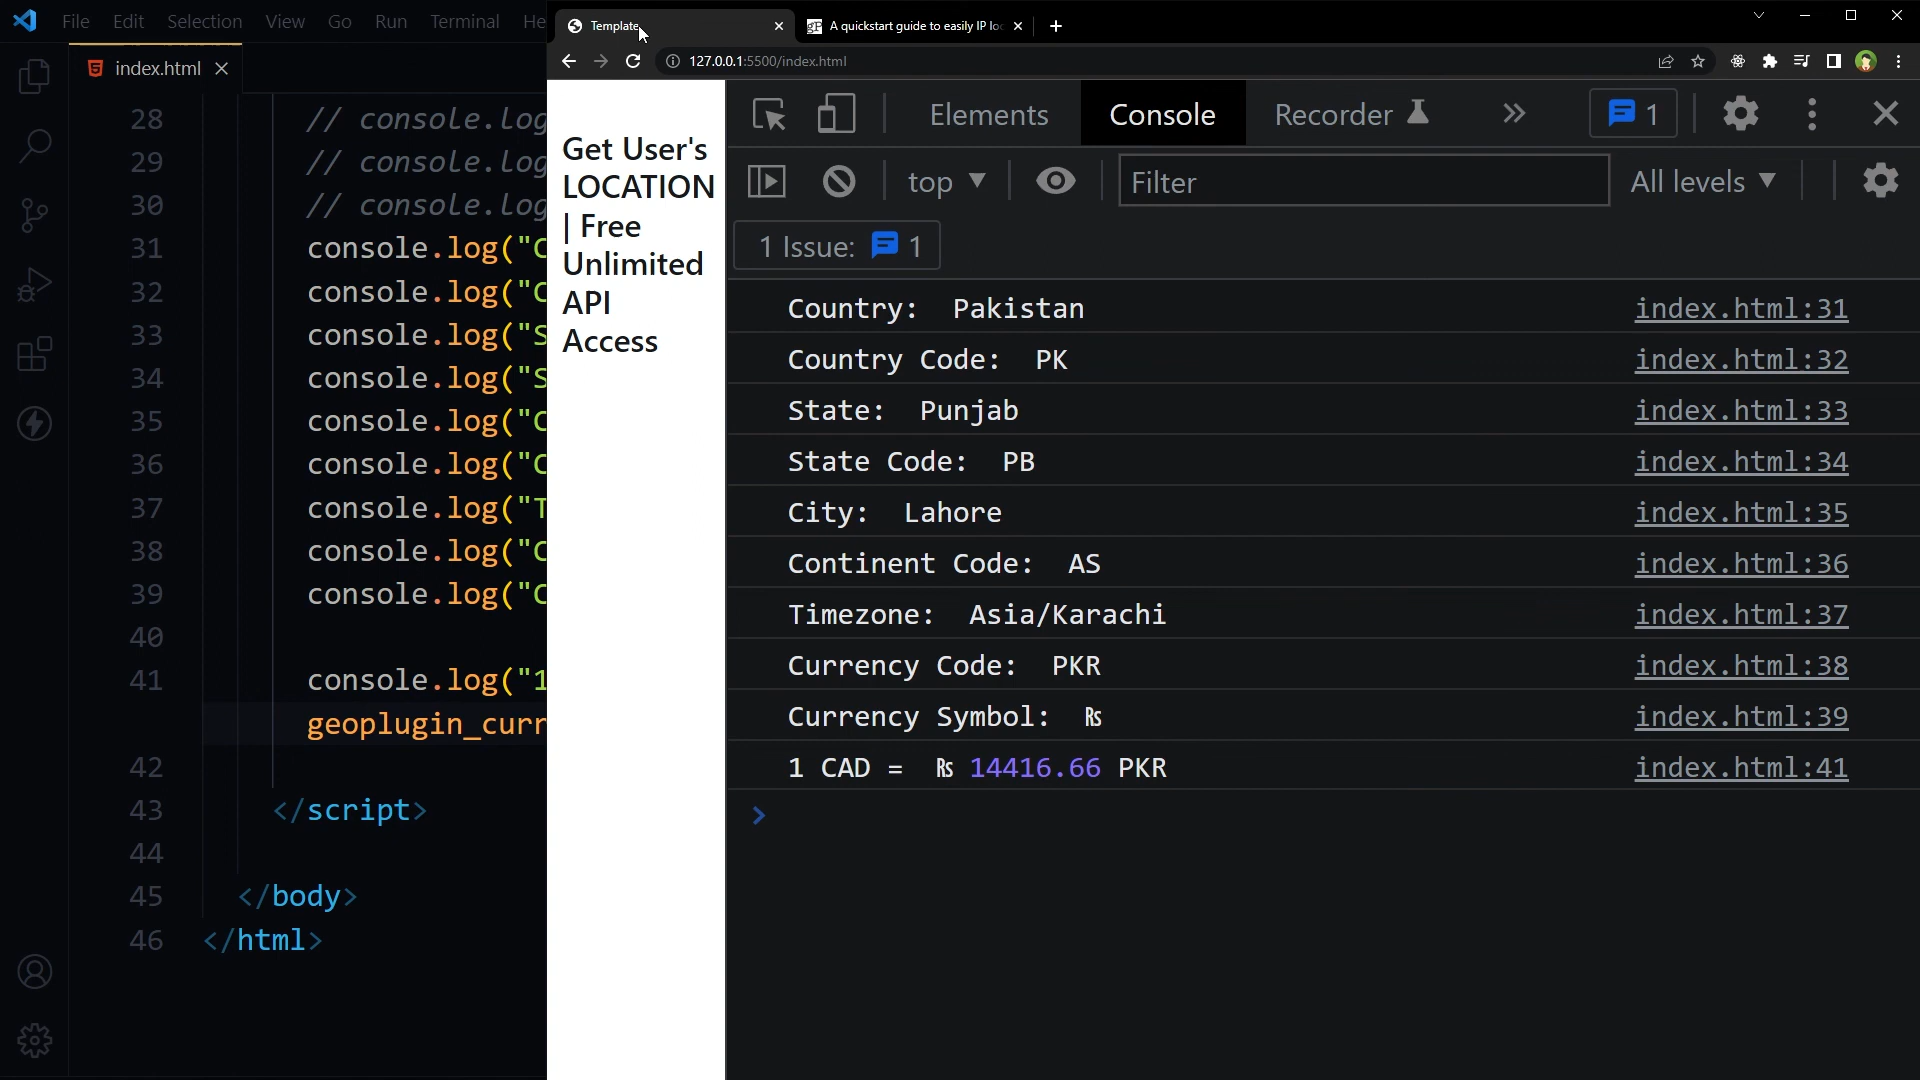 File Edit Selection View Go Run Terminal He
index.html
28 // console.log
29 // console.log
30 // console.log
31 console.log("C
32 console.log("C
33 console.log("S
34 console.log("S
35 console.log("C
36 console.log("C
37 console.log("T
38 console.log("C
39 console.log("C
40
41 console.log("1
geoplugin_curr
42
43 </script>
44
45 </body>
46 </html>
Template
A quickstart guide to easily IP lo
127.0.0.1:5500/index.html
Get User's
LOCATION
| Free
Unlimited
API
Access
Elements Console Recorder 1
top Filter All levels
1 Issue: 1
Country: Pakistan index.html:31
Country Code: PK index.html:32
State: Punjab index.html:33
State Code: PB index.html:34
City: Lahore index.html:35
Continent Code: AS index.html:36
Timezone: Asia/Karachi index.html:37
Currency Code: PKR index.html:38
Currency Symbol: ₨ index.html:39
1 CAD = ₨ 14416.66 PKR index.html:41